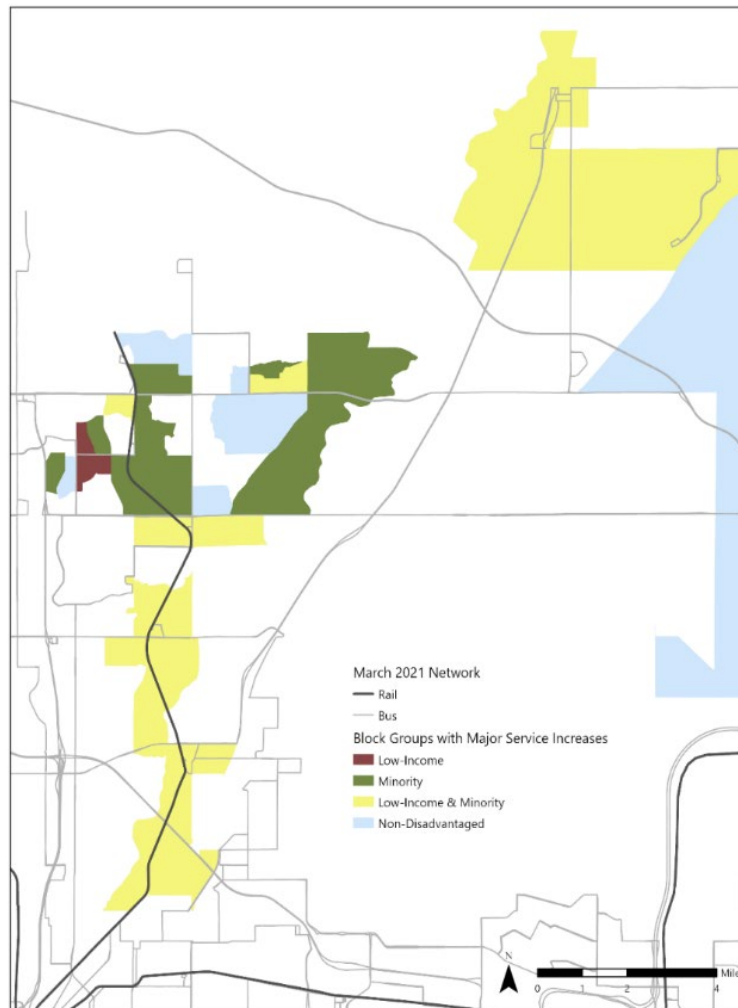 March 2021 Network
Rail
Bus
Block Groups with Major Service Increases
Low-Income
Minority
Low-Income & Minority
Non-Disadvantaged
N
Mile
0 1 2 4